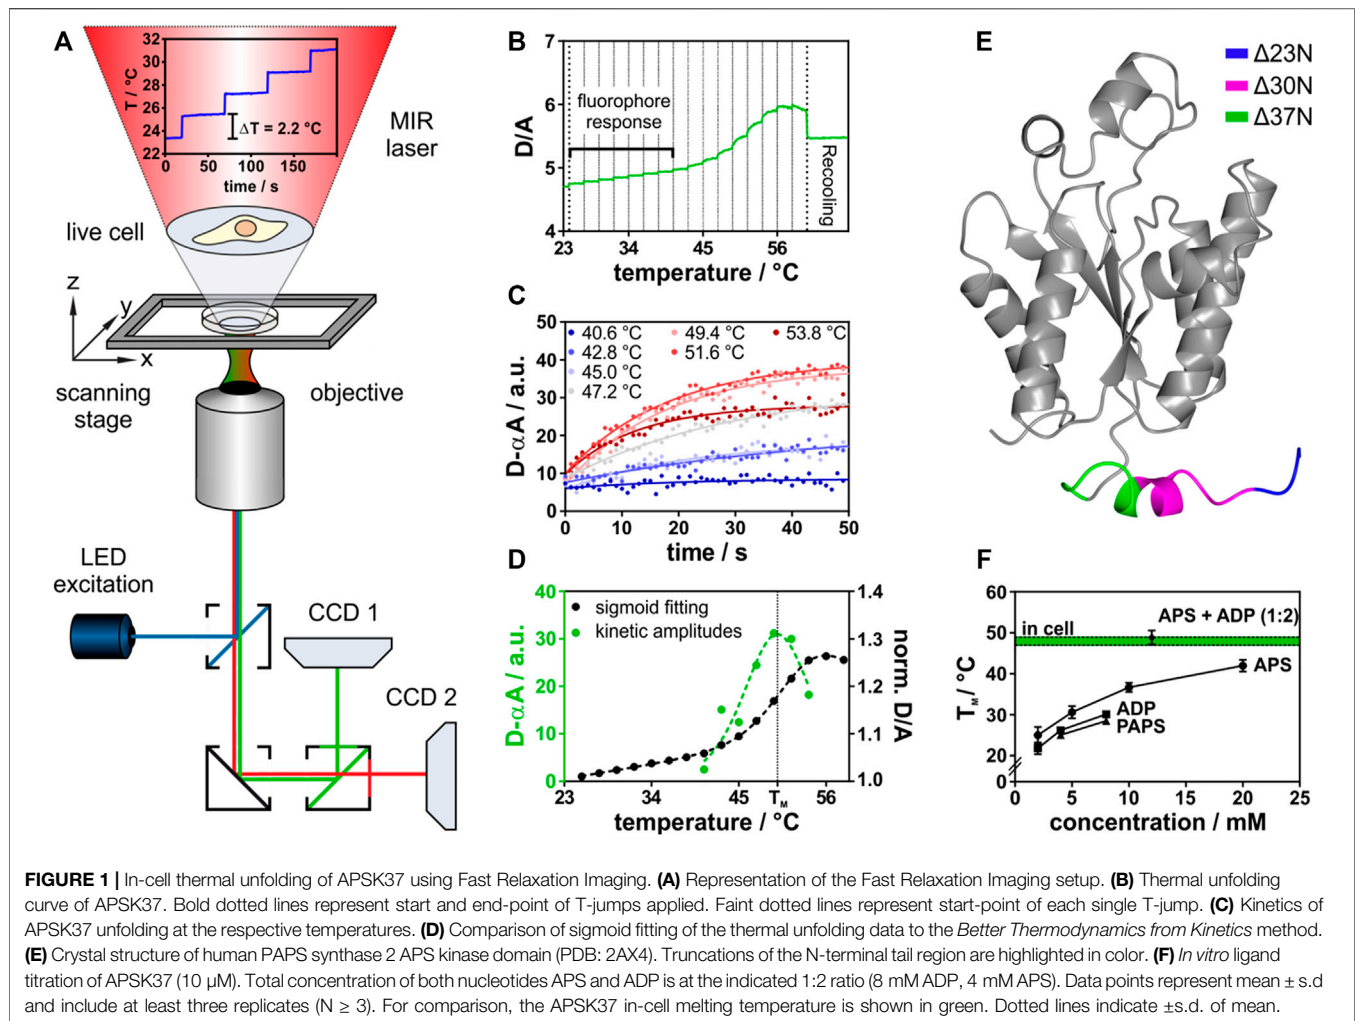 A
32
30
28
26
24
22
T / °C
ΔT = 2.2 °C
0
50
100
150
time / s
MIR
laser
live cell
z
y
x
scanning
stage
objective
LED
excitation
CCD 1
CCD 2
B
7
6
5
4
D/A
fluorophore
response
Recooling
23
34
45
56
temperature / °C
C
50
40
30
20
10
0
D-αA / a.u.
40.6 °C
42.8 °C
45.0 °C
47.2 °C
49.4 °C
51.6 °C
53.8 °C
0
10
20
30
40
50
time / s
D
40
30
20
10
0
D-αA / a.u.
sigmoid fitting
kinetic amplitudes
1.4
1.3
1.2
1.1
1.0
norm. D/A
23
34
45
TM
56
temperature / °C
E
Δ23N
Δ30N
Δ37N
F
60
50
40
30
20
0
TM / °C
in cell
APS + ADP (1:2)
APS
ADP
PAPS
0
5
10
15
20
25
concentration / mM
FIGURE 1 | In-cell thermal unfolding of APSK37 using Fast Relaxation Imaging. (A) Representation of the Fast Relaxation Imaging setup. (B) Thermal unfolding
curve of APSK37. Bold dotted lines represent start and end-point of T-jumps applied. Faint dotted lines represent start-point of each single T-jump. (C) Kinetics of
APSK37 unfolding at the respective temperatures. (D) Comparison of sigmoid fitting of the thermal unfolding data to the Better Thermodynamics from Kinetics method.
(E) Crystal structure of human PAPS synthase 2 APS kinase domain (PDB: 2AX4). Truncations of the N-terminal tail region are highlighted in color. (F) In vitro ligand
titration of APSK37 (10 μM). Total concentration of both nucleotides APS and ADP is at the indicated 1:2 ratio (8 mM ADP, 4 mM APS). Data points represent mean ± s.d
and include at least three replicates (N ≥ 3). For comparison, the APSK37 in-cell melting temperature is shown in green. Dotted lines indicate ±s.d. of mean.